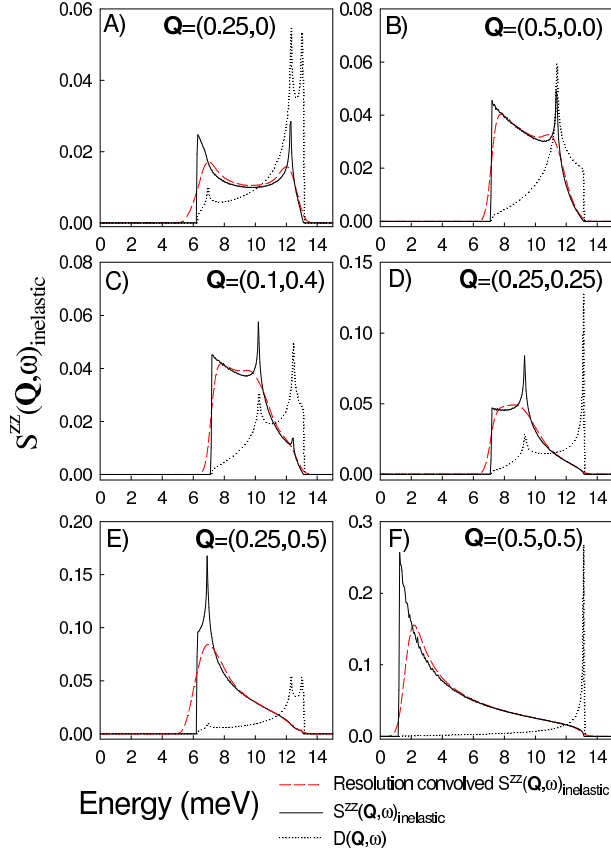 A) Q=(0.25,0)
0.06
0.04
0.02
0.00
0 2 4 6 8 10 12 14
B) Q=(0.5,0.0)
0.08
0.06
0.04
0.02
0.00
0 2 4 6 8 10 12 14
C) Q=(0.1,0.4)
0.08
0.06
0.04
0.02
0.00
0 2 4 6 8 10 12 14
D) Q=(0.25,0.25)
0.15
0.10
0.05
0.00
0 2 4 6 8 10 12 14
E) Q=(0.25,0.5)
0.20
0.15
0.10
0.05
0.00
0 2 4 6 8 10 12 14
F) Q=(0.5,0.5)
0.3
0.2
0.1
0.0
0 2 4 6 8 10 12 14
S^zz(Q,ω)_inelastic
Energy (meV)
Resolution convolved S^zz(Q,ω)_inelastic
S^zz(Q,ω)_inelastic
D(Q,ω)